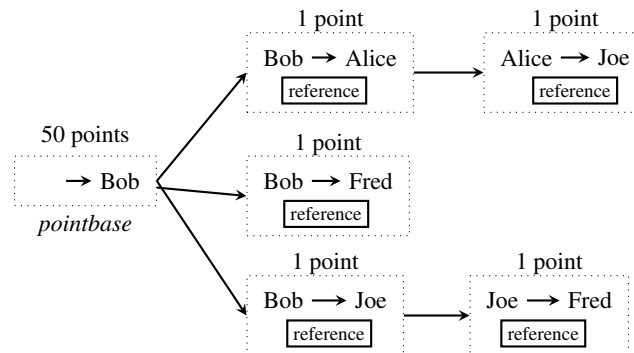 1 point
Bob → Alice
reference
1 point
Alice → Joe
reference
50 points
→ Bob
pointbase
1 point
Bob → Fred
reference
1 point
Bob → Joe
reference
1 point
Joe → Fred
reference